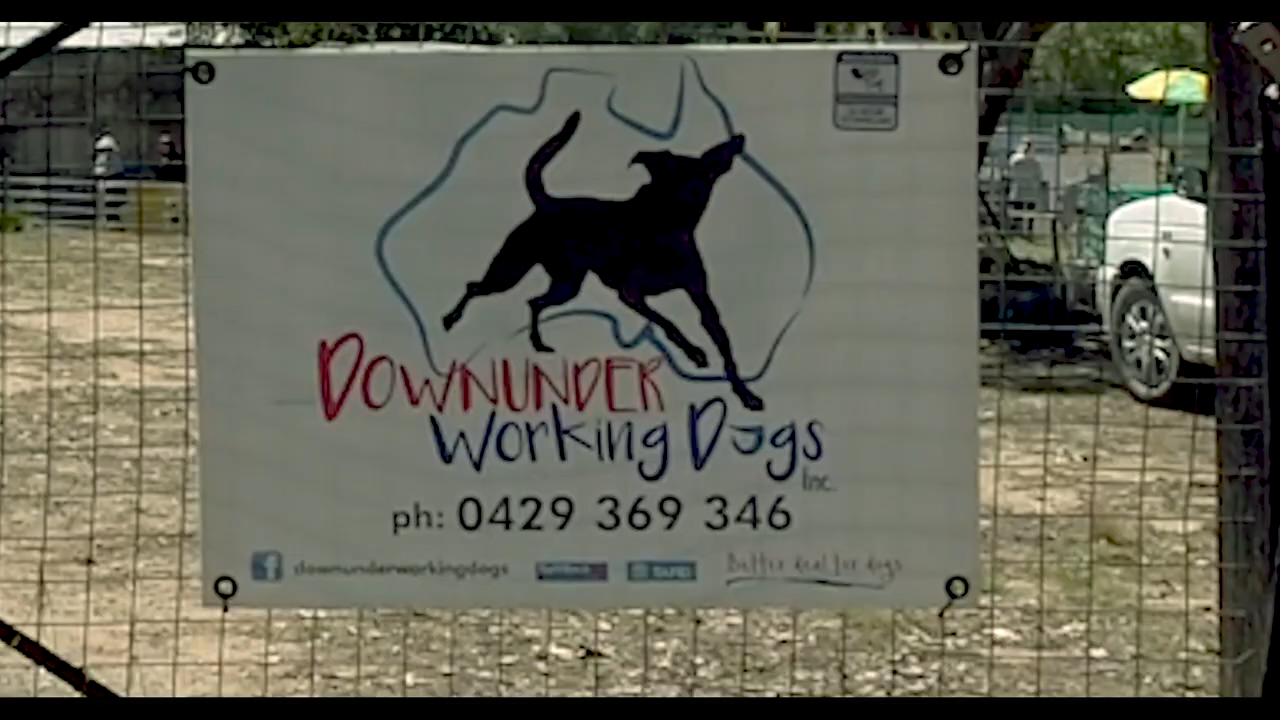 DOWNUNDER
Working Dogs
Inc.
ph: 0429 369 346
downunderworkingdogs
Better deal for dogs